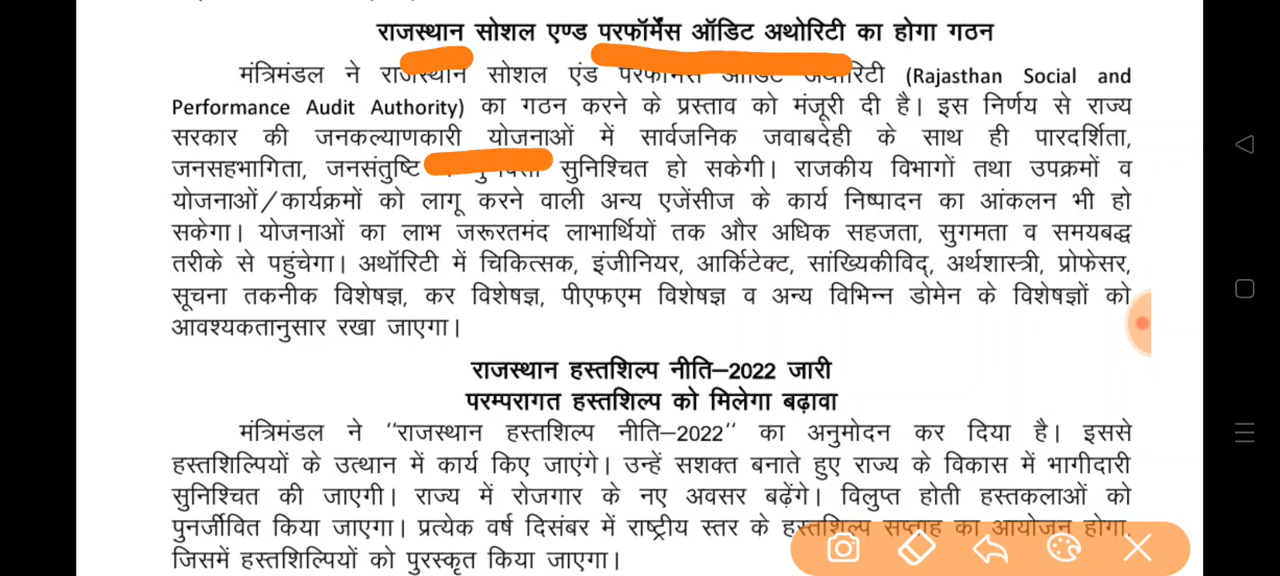 राजस्थान सोशल एण्ड परफॉर्मेंस ऑडिट अथोरिटी का होगा गठन
मंत्रिमंडल ने राजस्थान सोशल एंड परफॉर्मेंस ऑडिट अथोरिटी (Rajasthan Social and
Performance Audit Authority) का गठन करने के प्रस्ताव को मंजूरी दी है। इस निर्णय से राज्य
सरकार की जनकल्याणकारी योजनाओं में सार्वजनिक जवाबदेही के साथ ही पारदर्शिता,
जनसहभागिता, जनसंतुष्टि सुनिश्चित हो सकेगी। राजकीय विभागों तथा उपक्रमों व
योजनाओं/कार्यक्रमों को लागू करने वाली अन्य एजेंसीज के कार्य निष्पादन का आंकलन भी हो
सकेगा। योजनाओं का लाभ जरूरतमंद लाभार्थियों तक और अधिक सहजता, सुगमता व समयबद्ध
तरीके से पहुंचेगा। अथॉरिटी में चिकित्सक, इंजीनियर, आर्किटेक्ट, सांख्यिकीविद्, अर्थशास्त्री, प्रोफेसर,
सूचना तकनीक विशेषज्ञ, कर विशेषज्ञ, पीएफएम विशेषज्ञ व अन्य विभिन्न डोमेन के विशेषज्ञों को
आवश्यकतानुसार रखा जाएगा।
राजस्थान हस्तशिल्प नीति–2022 जारी
परम्परागत हस्तशिल्प को मिलेगा बढ़ावा
मंत्रिमंडल ने ‘‘राजस्थान हस्तशिल्प नीति–2022’’ का अनुमोदन कर दिया है। इससे
हस्तशिल्पियों के उत्थान में कार्य किए जाएंगे। उन्हें सशक्त बनाते हुए राज्य के विकास में भागीदारी
सुनिश्चित की जाएगी। राज्य में रोजगार के नए अवसर बढ़ेंगे। विलुप्त होती हस्तकलाओं को
पुनर्जीवित किया जाएगा। प्रत्येक वर्ष दिसंबर में राष्ट्रीय स्तर के हस्तशिल्प सप्ताह का आयोजन होगा,
जिसमें हस्तशिल्पियों को पुरस्कृत किया जाएगा।